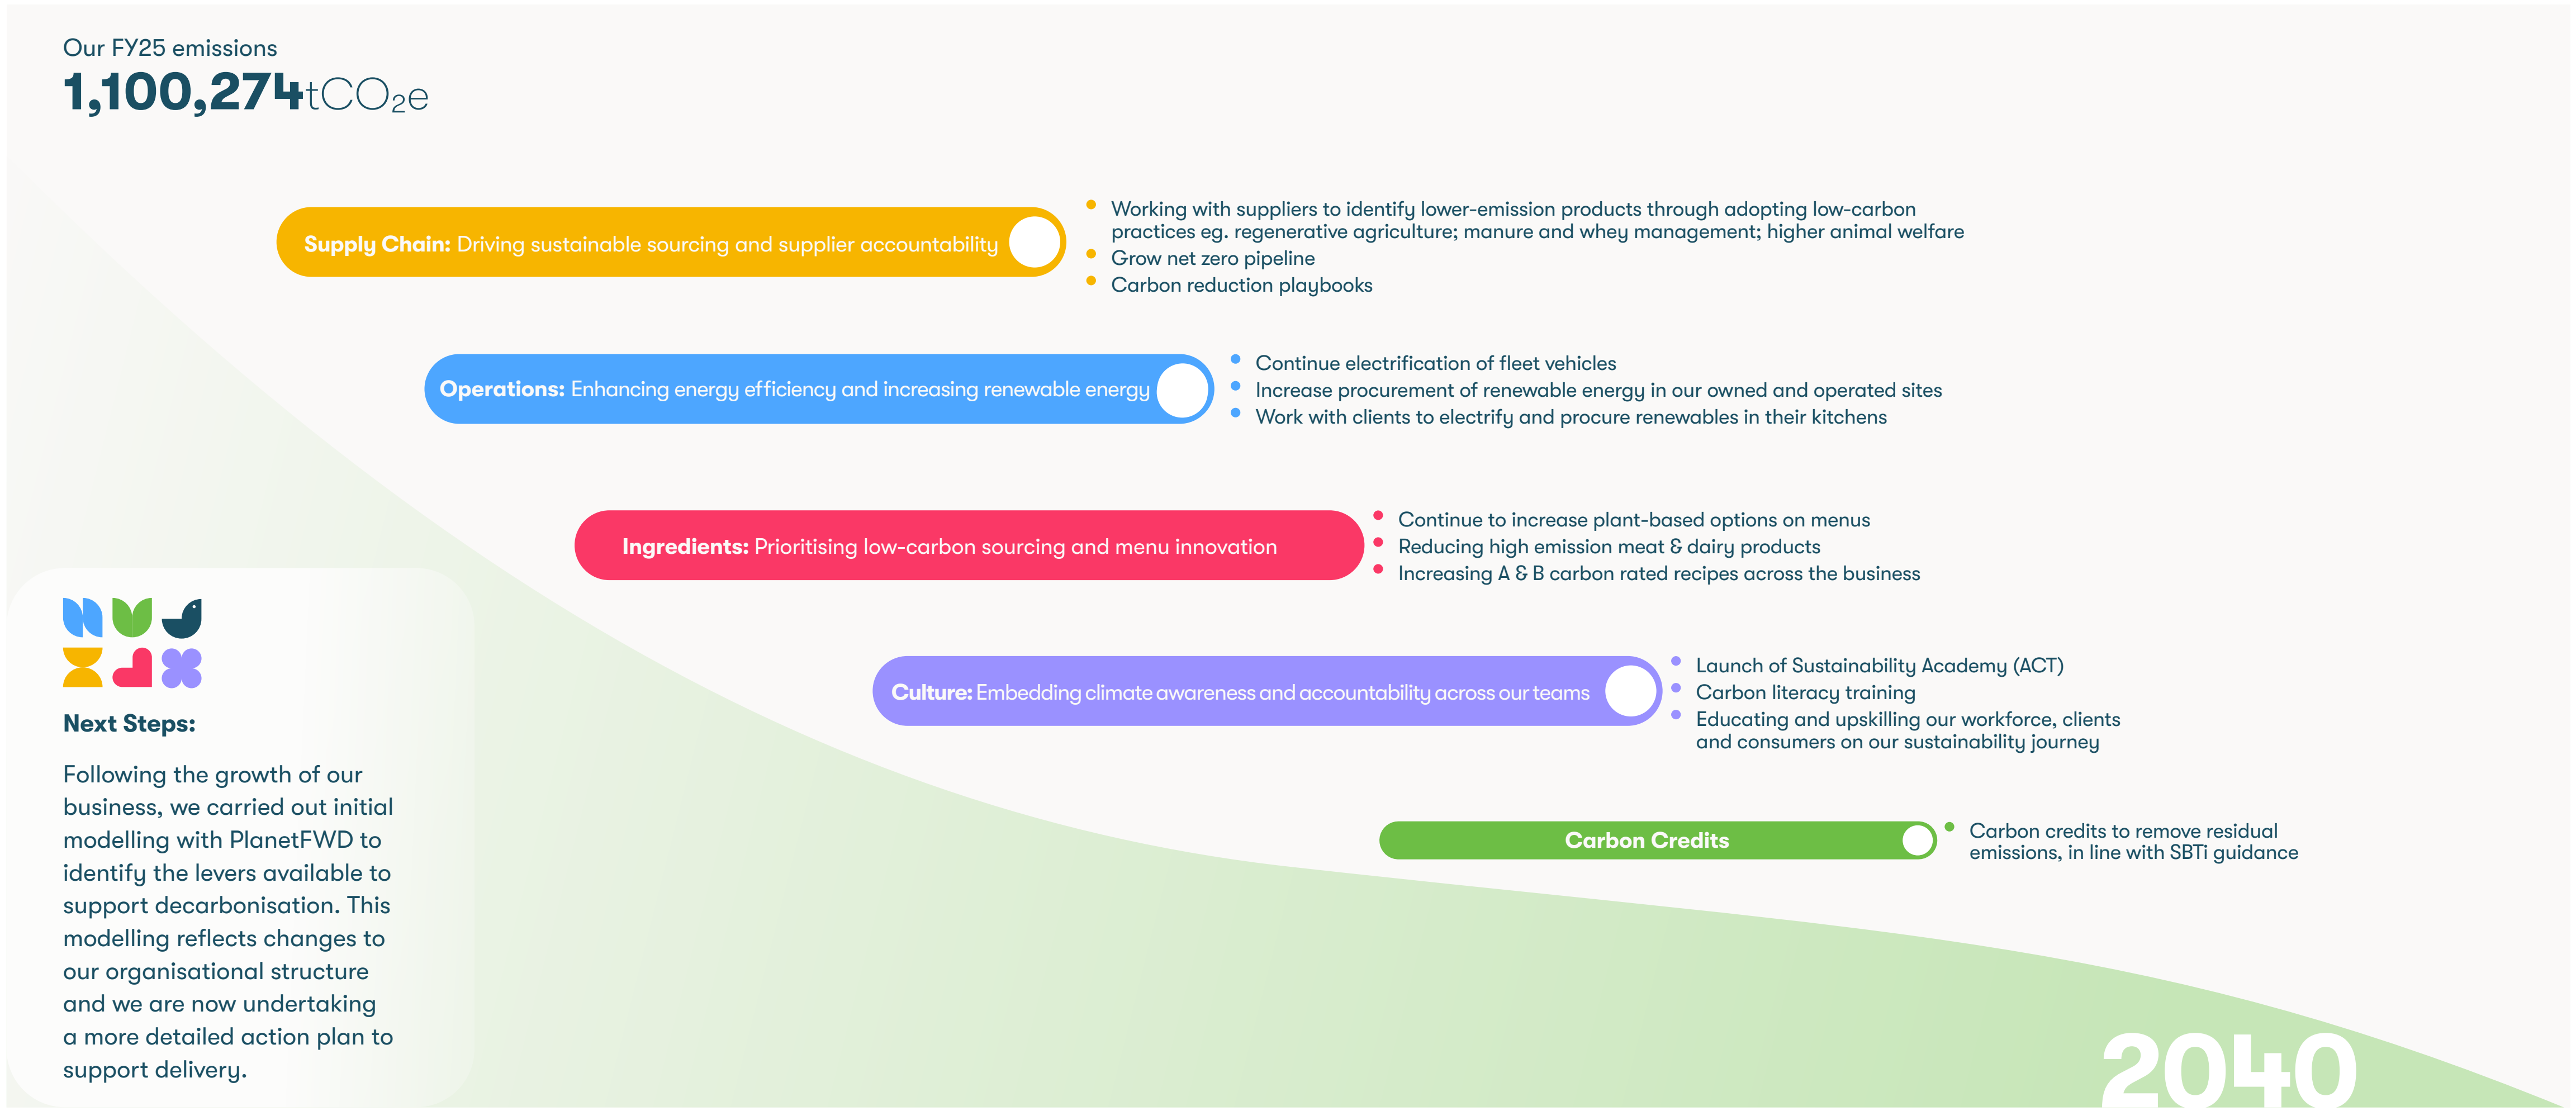 Our FY25 emissions
1,100,274tCO₂e
Supply Chain: Driving sustainable sourcing and supplier accountability
Working with suppliers to identify lower-emission products through adopting low-carbon
practices eg. regenerative agriculture; manure and whey management; higher animal welfare
Grow net zero pipeline
Carbon reduction playbooks
Operations: Enhancing energy efficiency and increasing renewable energy
Continue electrification of fleet vehicles
Increase procurement of renewable energy in our owned and operated sites
Work with clients to electrify and procure renewables in their kitchens
Ingredients: Prioritising low-carbon sourcing and menu innovation
Continue to increase plant-based options on menus
Reducing high emission meat & dairy products
Increasing A & B carbon rated recipes across the business
Culture: Embedding climate awareness and accountability across our teams
Launch of Sustainability Academy (ACT)
Carbon literacy training
Educating and upskilling our workforce, clients
and consumers on our sustainability journey
Carbon Credits
Carbon credits to remove residual
emissions, in line with SBTi guidance
Next Steps:
Following the growth of our
business, we carried out initial
modelling with PlanetFWD to
identify the levers available to
support decarbonisation. This
modelling reflects changes to
our organisational structure
and we are now undertaking
a more detailed action plan to
support delivery.
2040